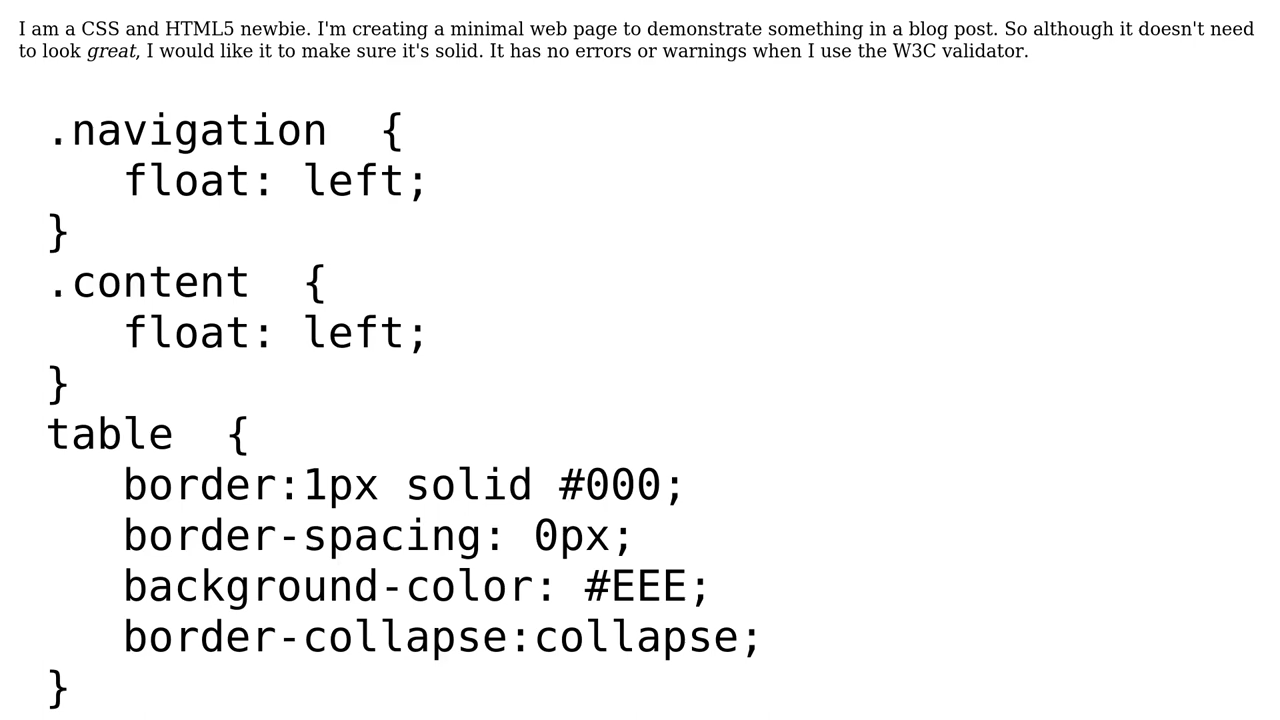 I am a CSS and HTML5 newbie. I'm creating a minimal web page to demonstrate something in a blog post. So although it doesn't need
to look great, I would like it to make sure it's solid. It has no errors or warnings when I use the W3C validator.
.navigation  {
   float: left;
}
.content  {
   float: left;
}
table  {
   border:1px solid #000;
   border-spacing: 0px;
   background-color: #EEE;
   border-collapse:collapse;
}